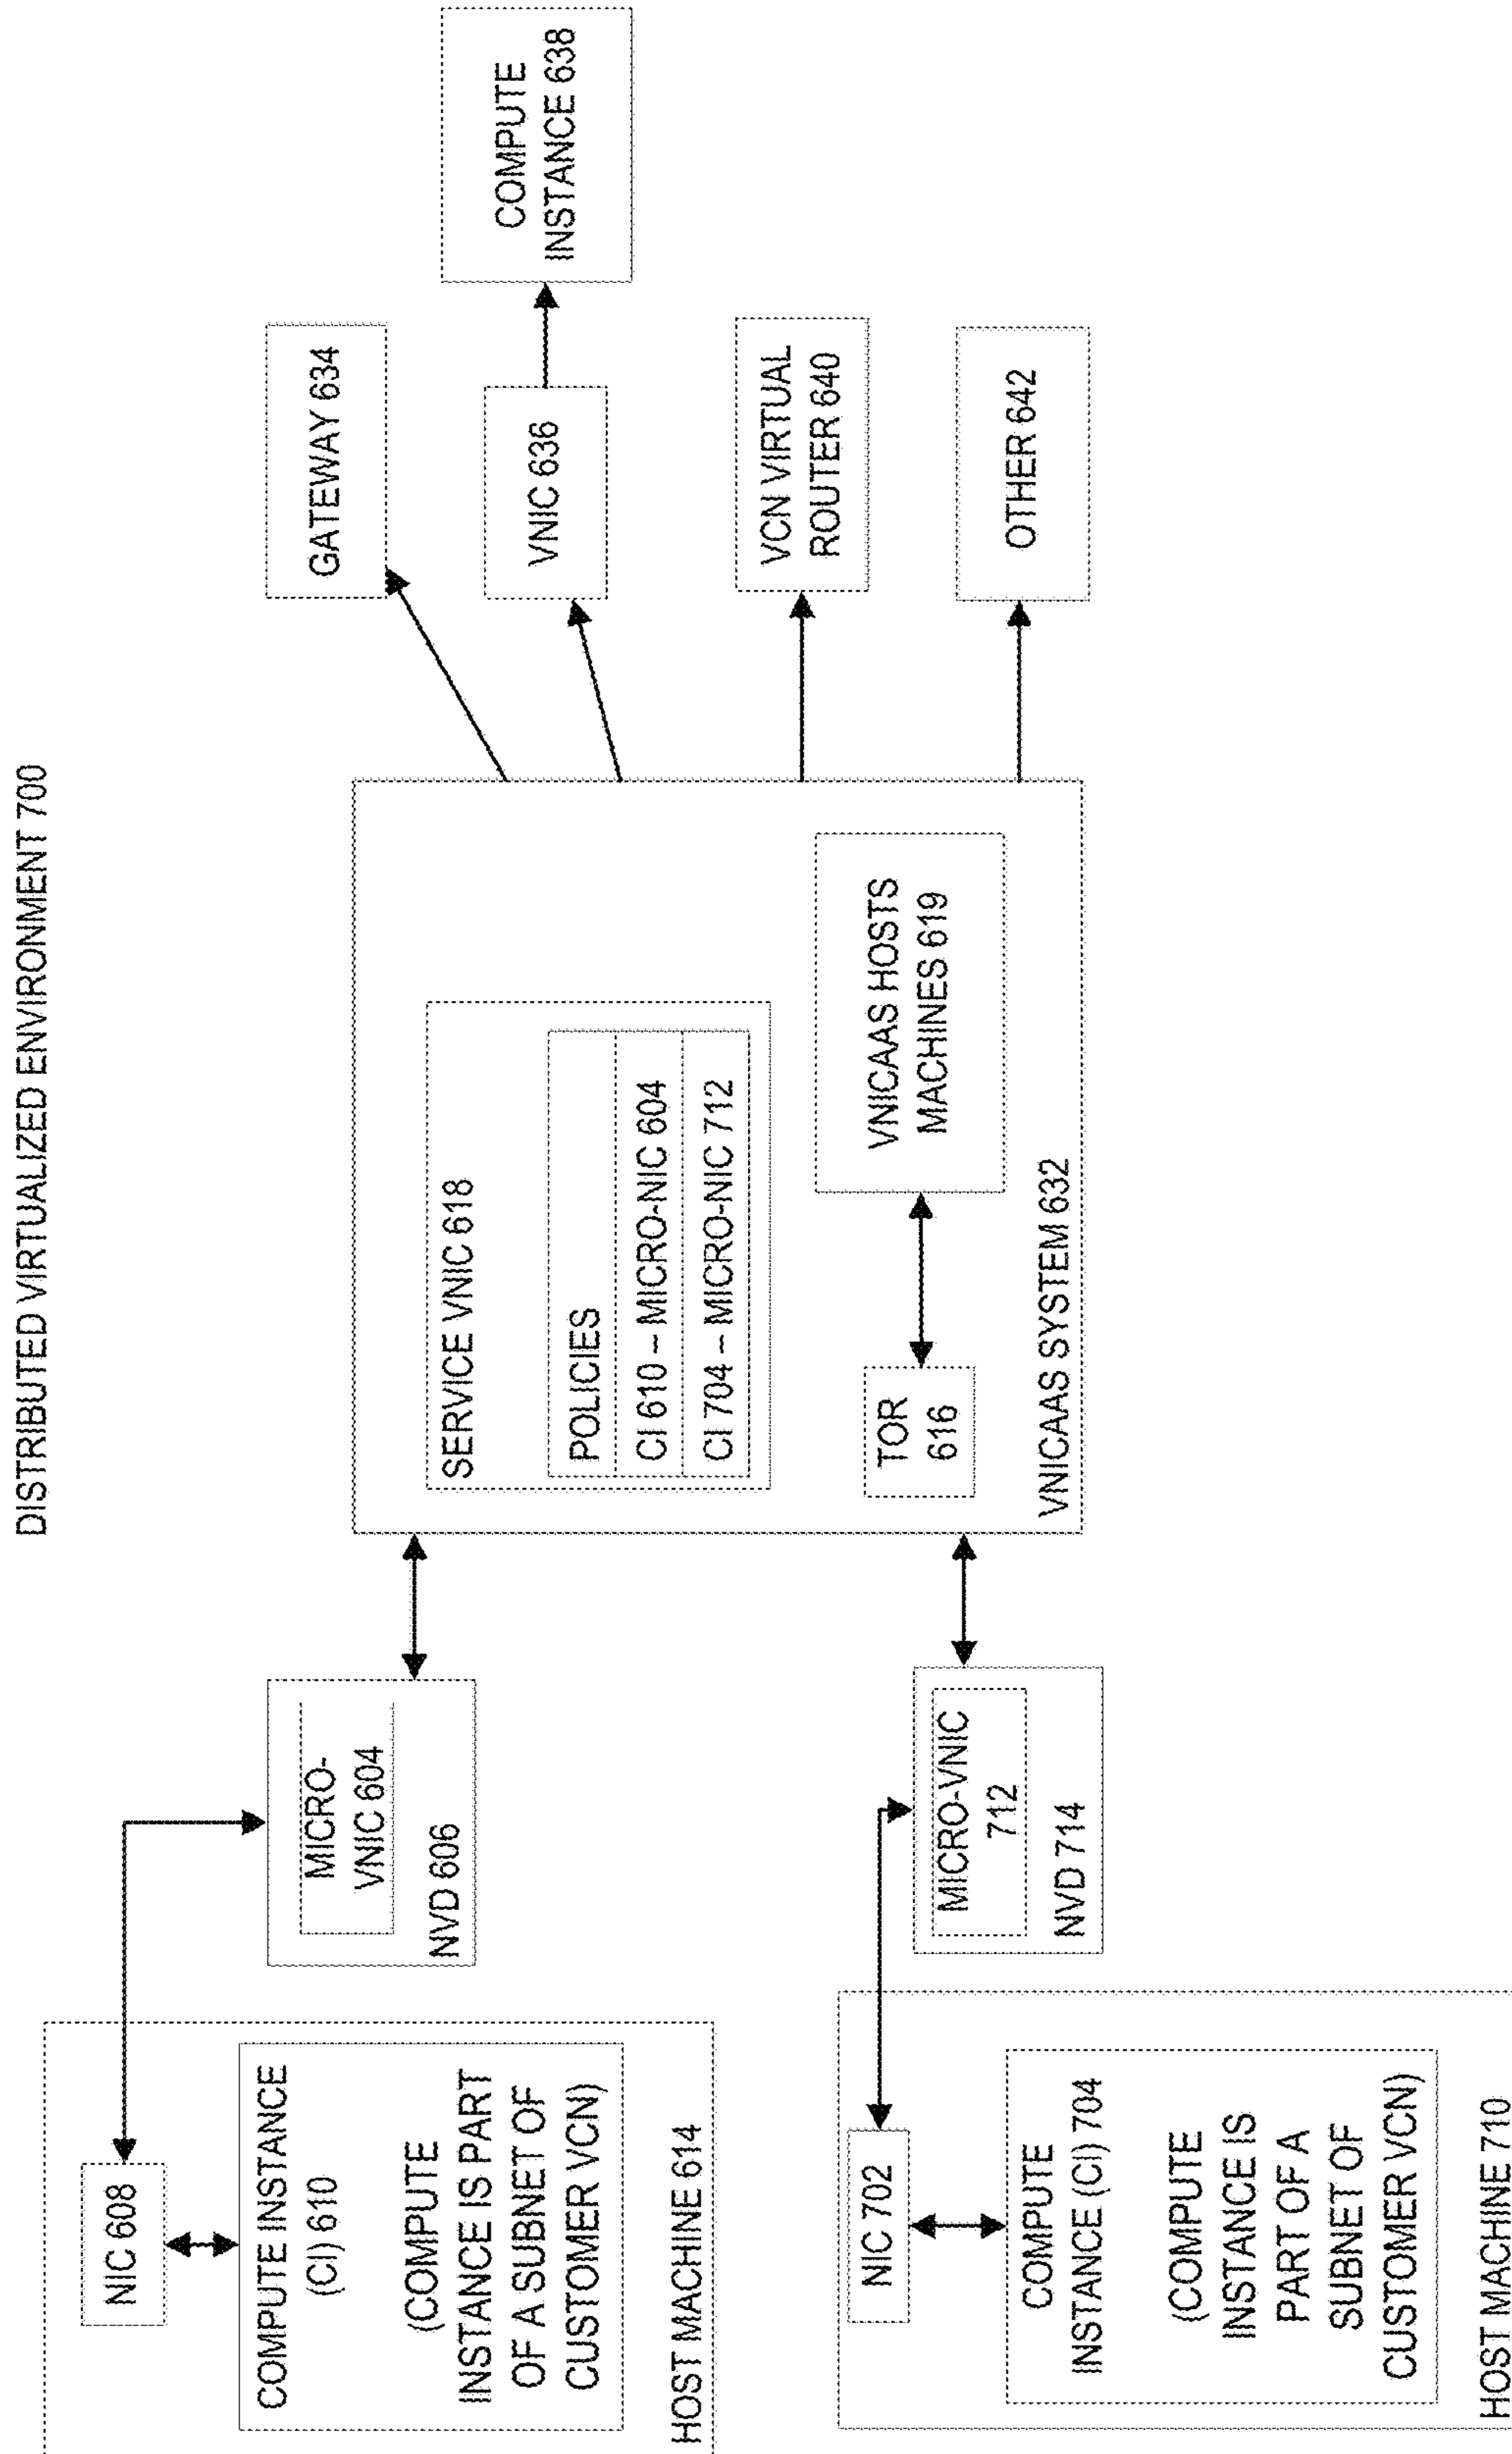 DISTRIBUTED VIRTUALIZED ENVIRONMENT 700
NIC 608
COMPUTE INSTANCE
(CI) 610
(COMPUTE
INSTANCE IS PART
OF A SUBNET OF
CUSTOMER VCN)
HOST MACHINE 614
MICRO-
VNIC 604
NVD 606
NIC 702
COMPUTE
INSTANCE (CI) 704
(COMPUTE
INSTANCE IS
PART OF A
SUBNET OF
CUSTOMER VCN)
HOST MACHINE 710
MICRO-VNIC
712
NVD 714
SERVICE VNIC 618
POLICIES
CI 610 – MICRO-NIC 604
CI 704 – MICRO-NIC 712
TOR
616
VNICAAS HOSTS
MACHINES 619
VNICAAS SYSTEM 632
GATEWAY 634
VNIC 636
COMPUTE
INSTANCE 638
VCN VIRTUAL
ROUTER 640
OTHER 642